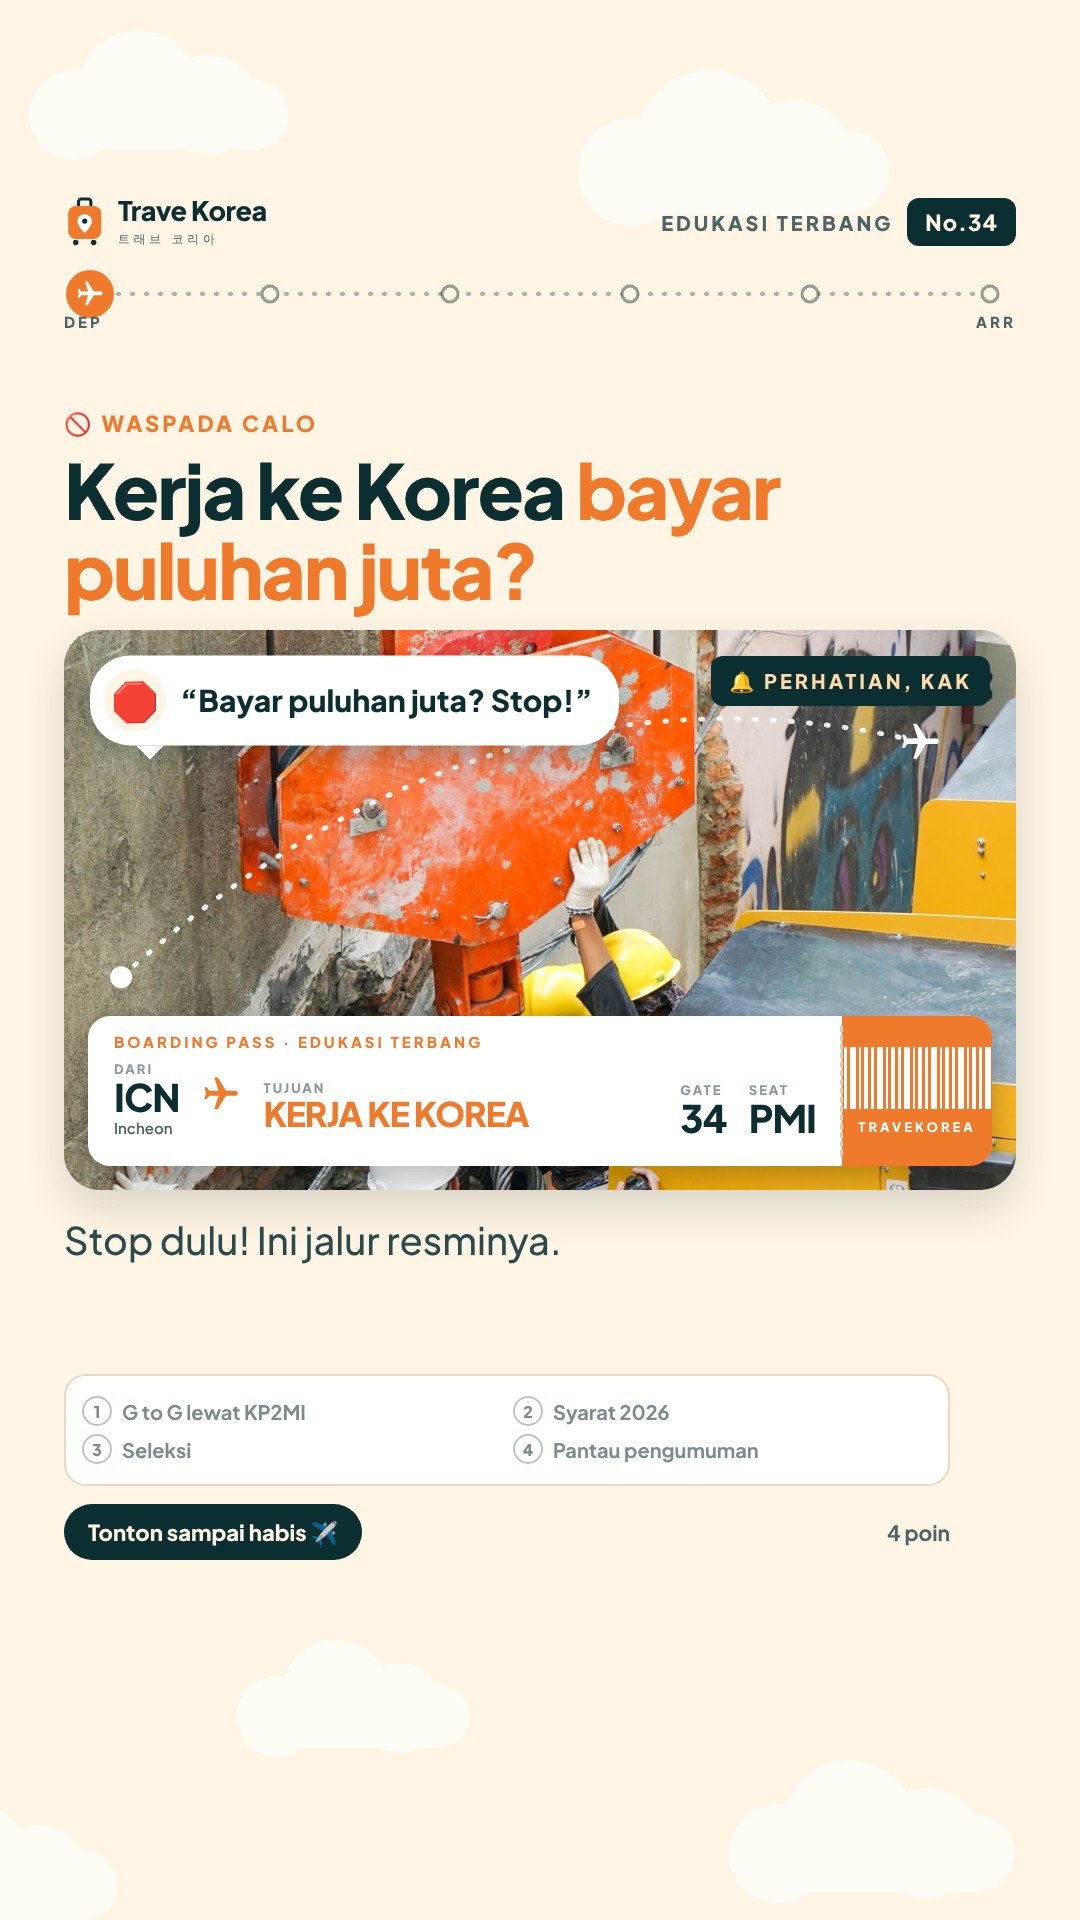 Trave Korea
트래브 코리아
EDUKASI TERBANG
No.34
DEP
ARR
🚫 WASPADA CALO
Kerja ke Korea bayar
puluhan juta?
“Bayar puluhan juta? Stop!”
🔔 PERHATIAN, KAK
BOARDING PASS · EDUKASI TERBANG
DARI
ICN
Incheon
TUJUAN
KERJA KE KOREA
GATE
34
SEAT
PMI
TRAVEKOREA
Stop dulu! Ini jalur resminya.
1 G to G lewat KP2MI
2 Syarat 2026
3 Seleksi
4 Pantau pengumuman
Tonton sampai habis ✈️
4 poin